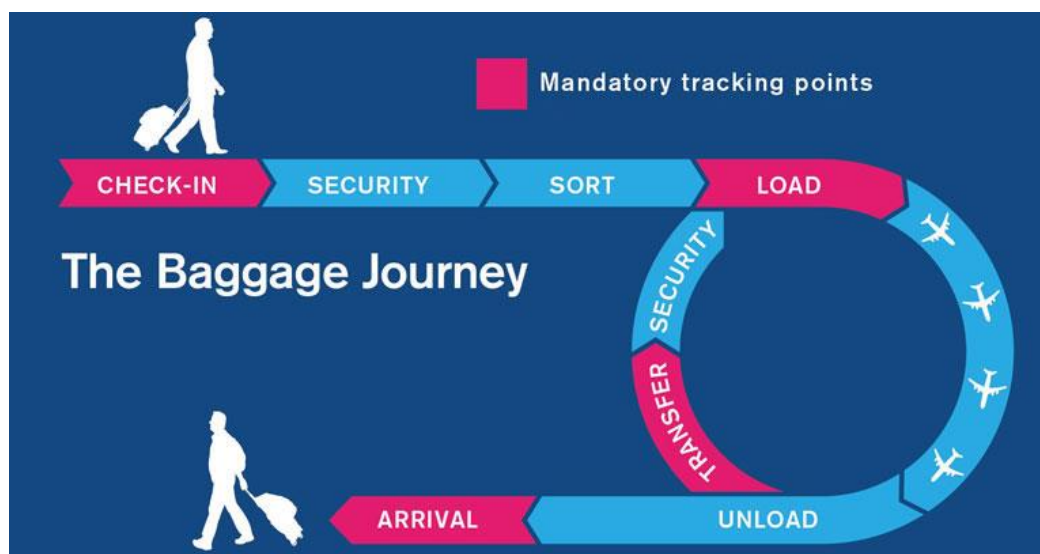 Mandatory tracking points
CHECK-IN
SECURITY
SORT
LOAD
The Baggage Journey
SECURITY
TRANSFER
ARRIVAL
UNLOAD